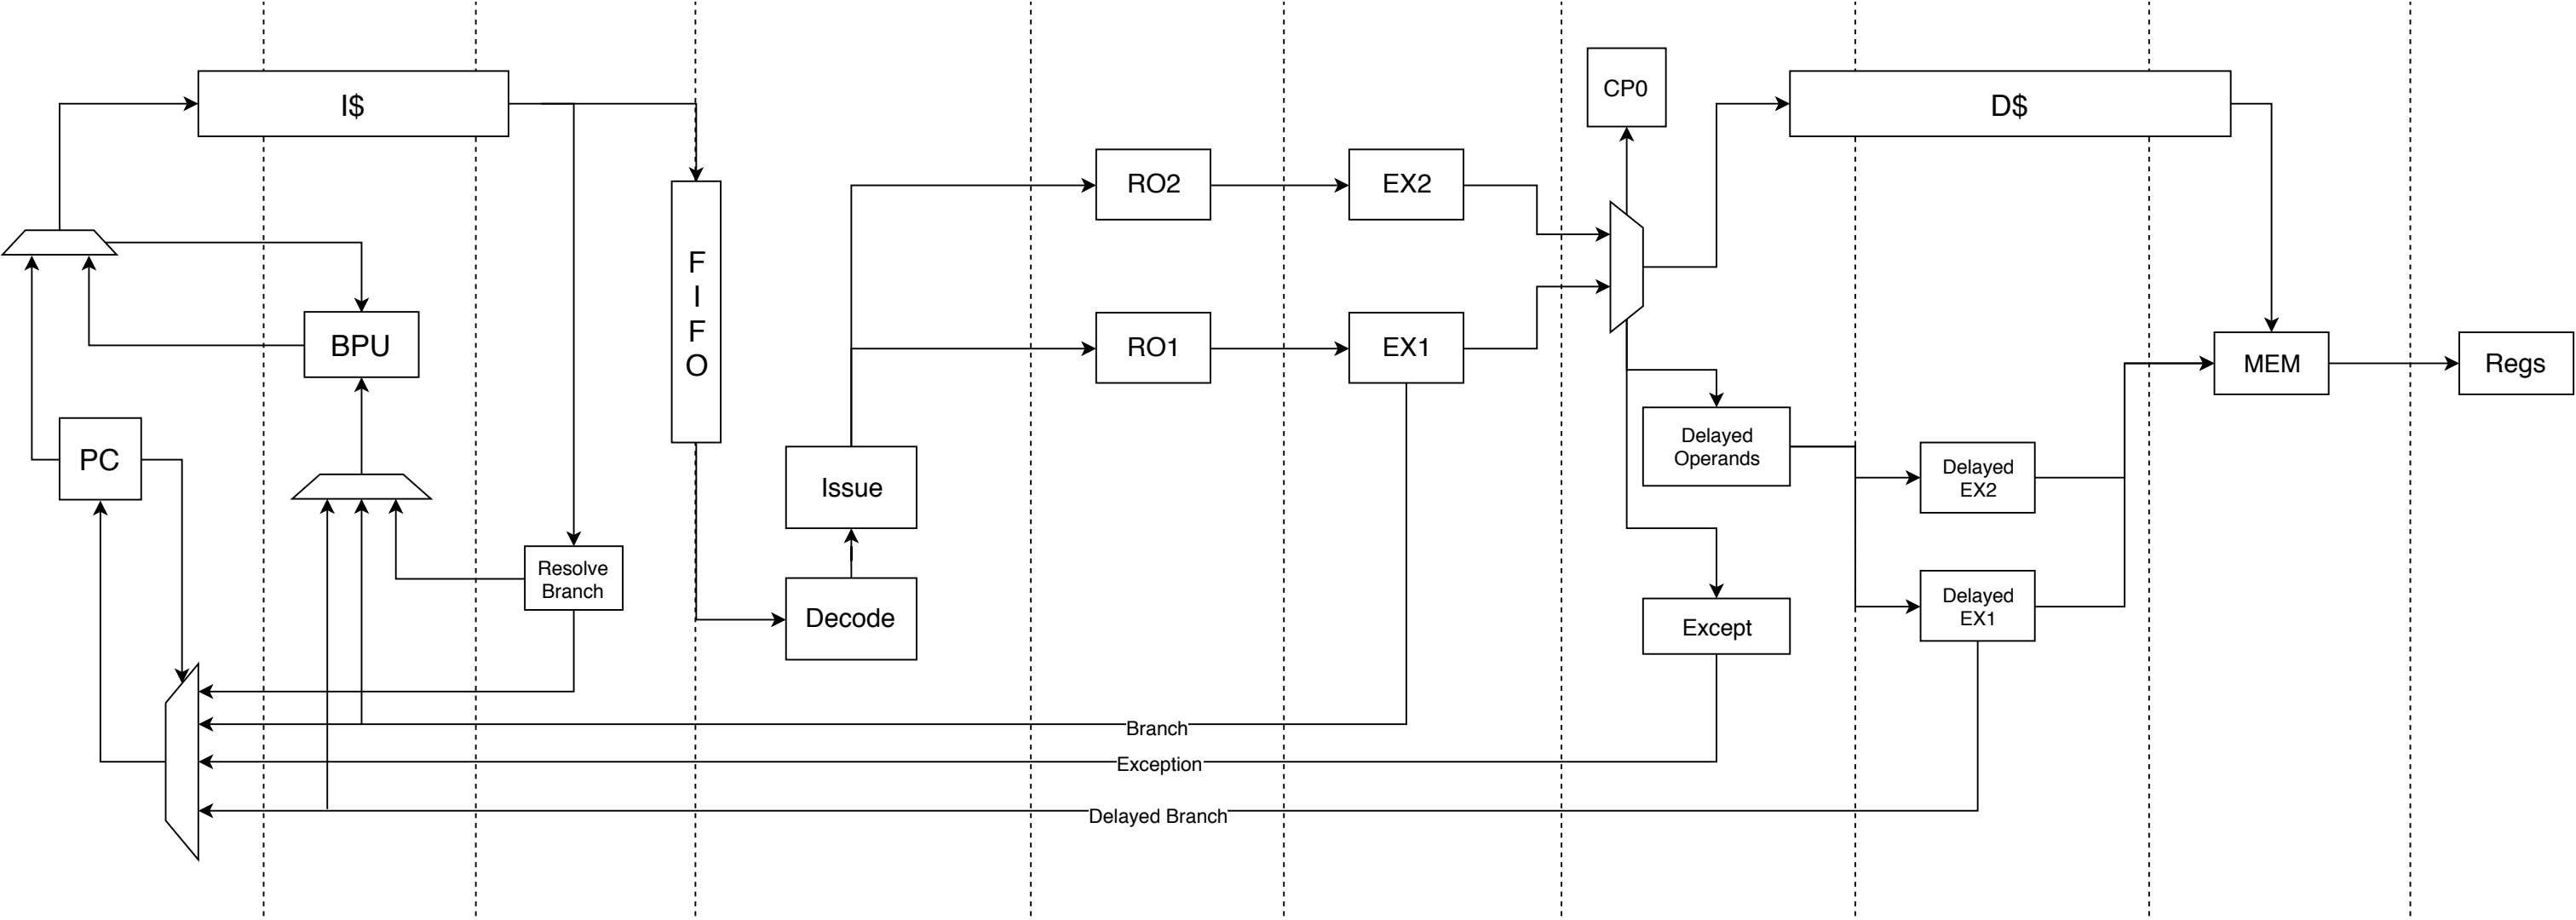 CP0
I$
D$
RO2
EX2
F
I
F
O
BPU
RO1
EX1
MEM
Regs
PC
Delayed
Operands
Issue
Delayed
EX2
Resolve
Branch
Decode
Delayed
EX1
Except
Branch
Exception
Delayed Branch